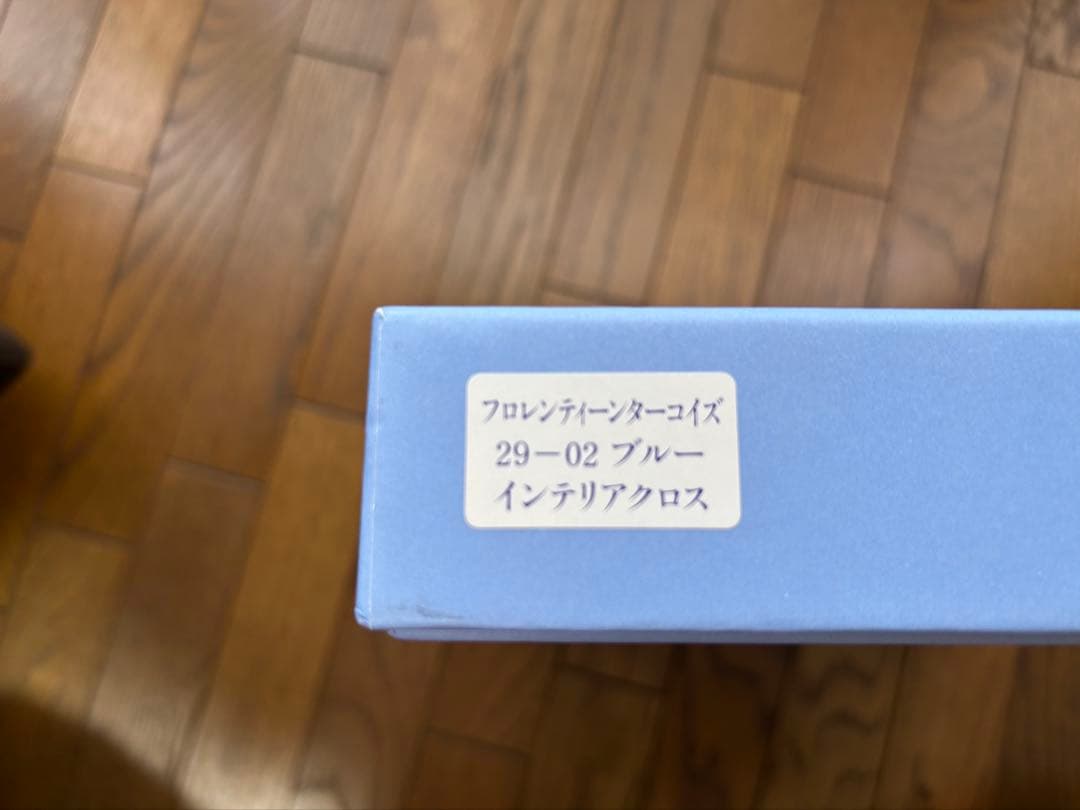 フロレンティーンターコイズ
29－02 ブルー
インテリアクロス